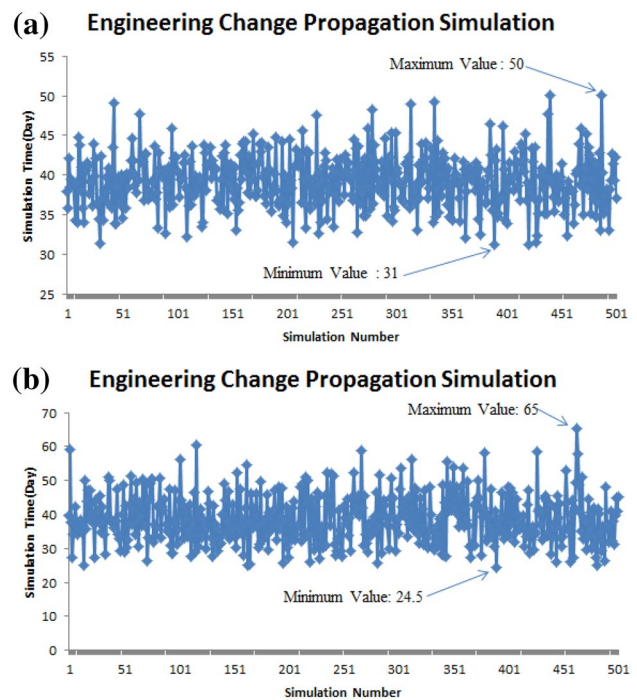 (a) Engineering Change Propagation Simulation
55
Maximum Value : 50
50
45
40
35
30
25
Simulation Time(Day)
Minimum Value : 31
1 51 101 151 201 251 301 351 401 451 501
Simulation Number
(b) Engineering Change Propagation Simulation
70
Maximum Value: 65
60
50
40
30
20
10
0
Simulation Time(Day)
Minimum Value: 24.5
1 51 101 151 201 251 301 351 401 451 501
Simulation Number